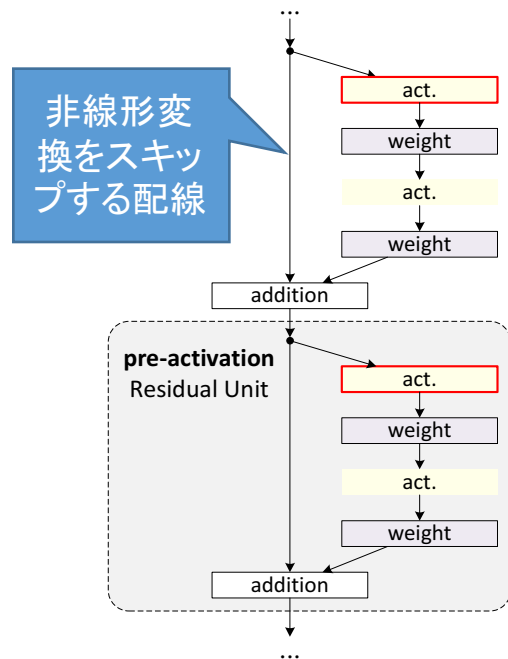 ...
act.
非線形変
換をスキッ
プする配線
weight
act.
weight
addition
pre-activation
Residual Unit
act.
weight
act.
weight
addition
...